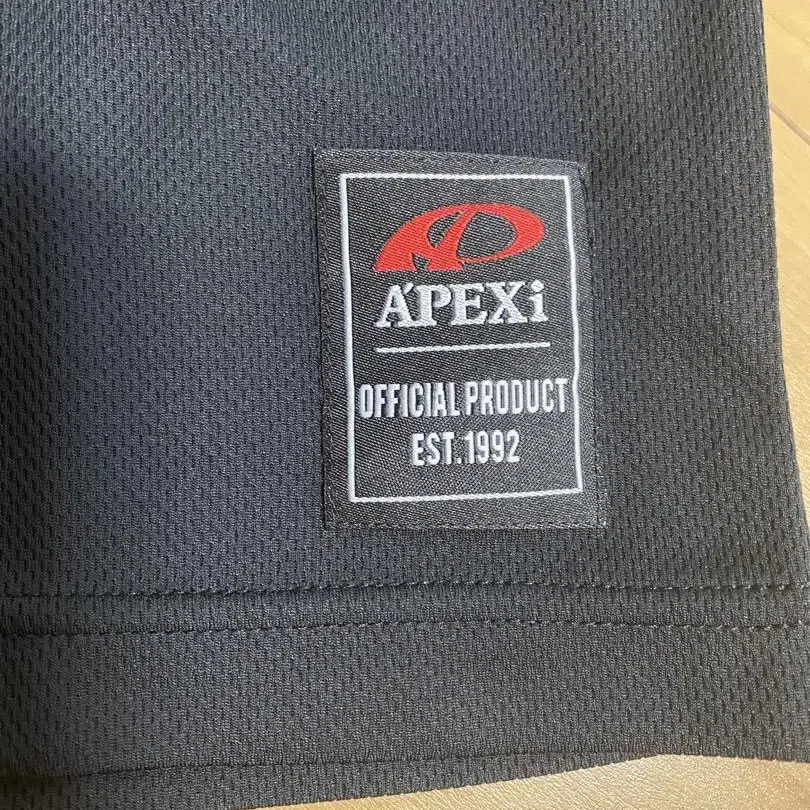 A'PEXi
OFFICIAL PRODUCT
EST. 1992